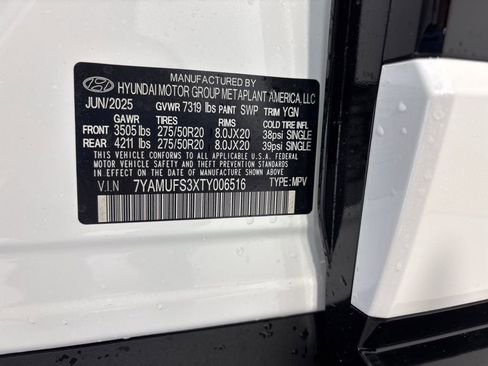 MANUFACTURED BY
HYUNDAI MOTOR GROUP METAPLANT AMERICA, LLC
JUN/2025 GVWR 7319 lbs PAINT SWP TRIM YGN
GAWR TIRES RIMS COLD TIRE INFL
FRONT 3505 lbs 275/50R20 8.0JX20 38psi SINGLE
REAR 4211 lbs 275/50R20 8.0JX20 39psi SINGLE
THIS VEHICLE CONFORMS TO ALL APPLICABLE U.S.A. FEDERAL
MOTOR VEHICLE SAFETY STANDARDS IN EFFECT ON THE DATE OF
MANUFACTURE SHOWN ABOVE
V.I.N 7YAMUFS3XTY006516 TYPE:MPV